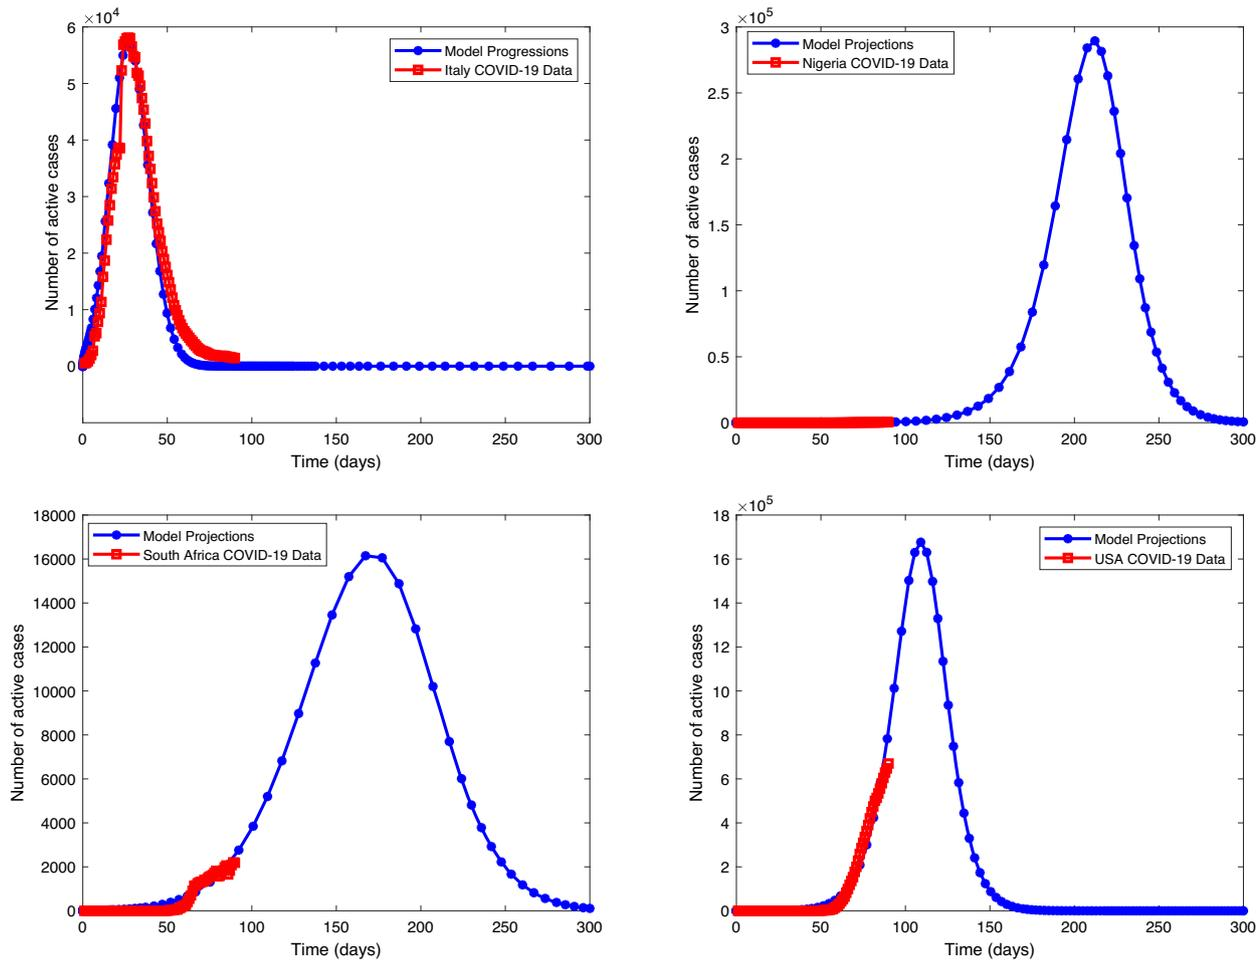 ×10⁴
6
5
4
3
2
1
0
Number of active cases
Model Progressions
Italy COVID-19 Data
0 50 100 150 200 250 300
Time (days)
×10⁵
3
2.5
2
1.5
1
0.5
0
Number of active cases
Model Projections
Nigeria COVID-19 Data
0 50 100 150 200 250 300
Time (days)
18000
16000
14000
12000
10000
8000
6000
4000
2000
0
Number of active cases
Model Projections
South Africa COVID-19 Data
0 50 100 150 200 250 300
Time (days)
×10⁵
18
16
14
12
10
8
6
4
2
0
Number of active cases
Model Projections
USA COVID-19 Data
0 50 100 150 200 250 300
Time (days)